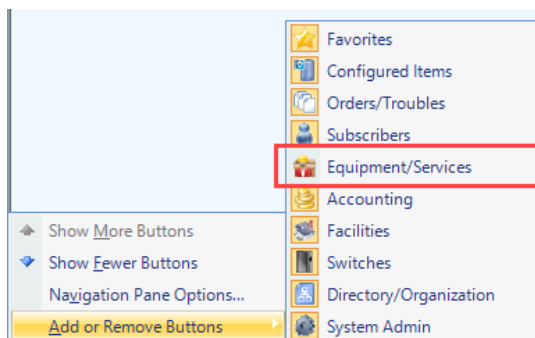 Favorites
Configured Items
Orders/Troubles
Subscribers
Equipment/Services
Accounting
Facilities
Switches
Directory/Organization
System Admin
Show More Buttons
Show Fewer Buttons
Navigation Pane Options...
Add or Remove Buttons